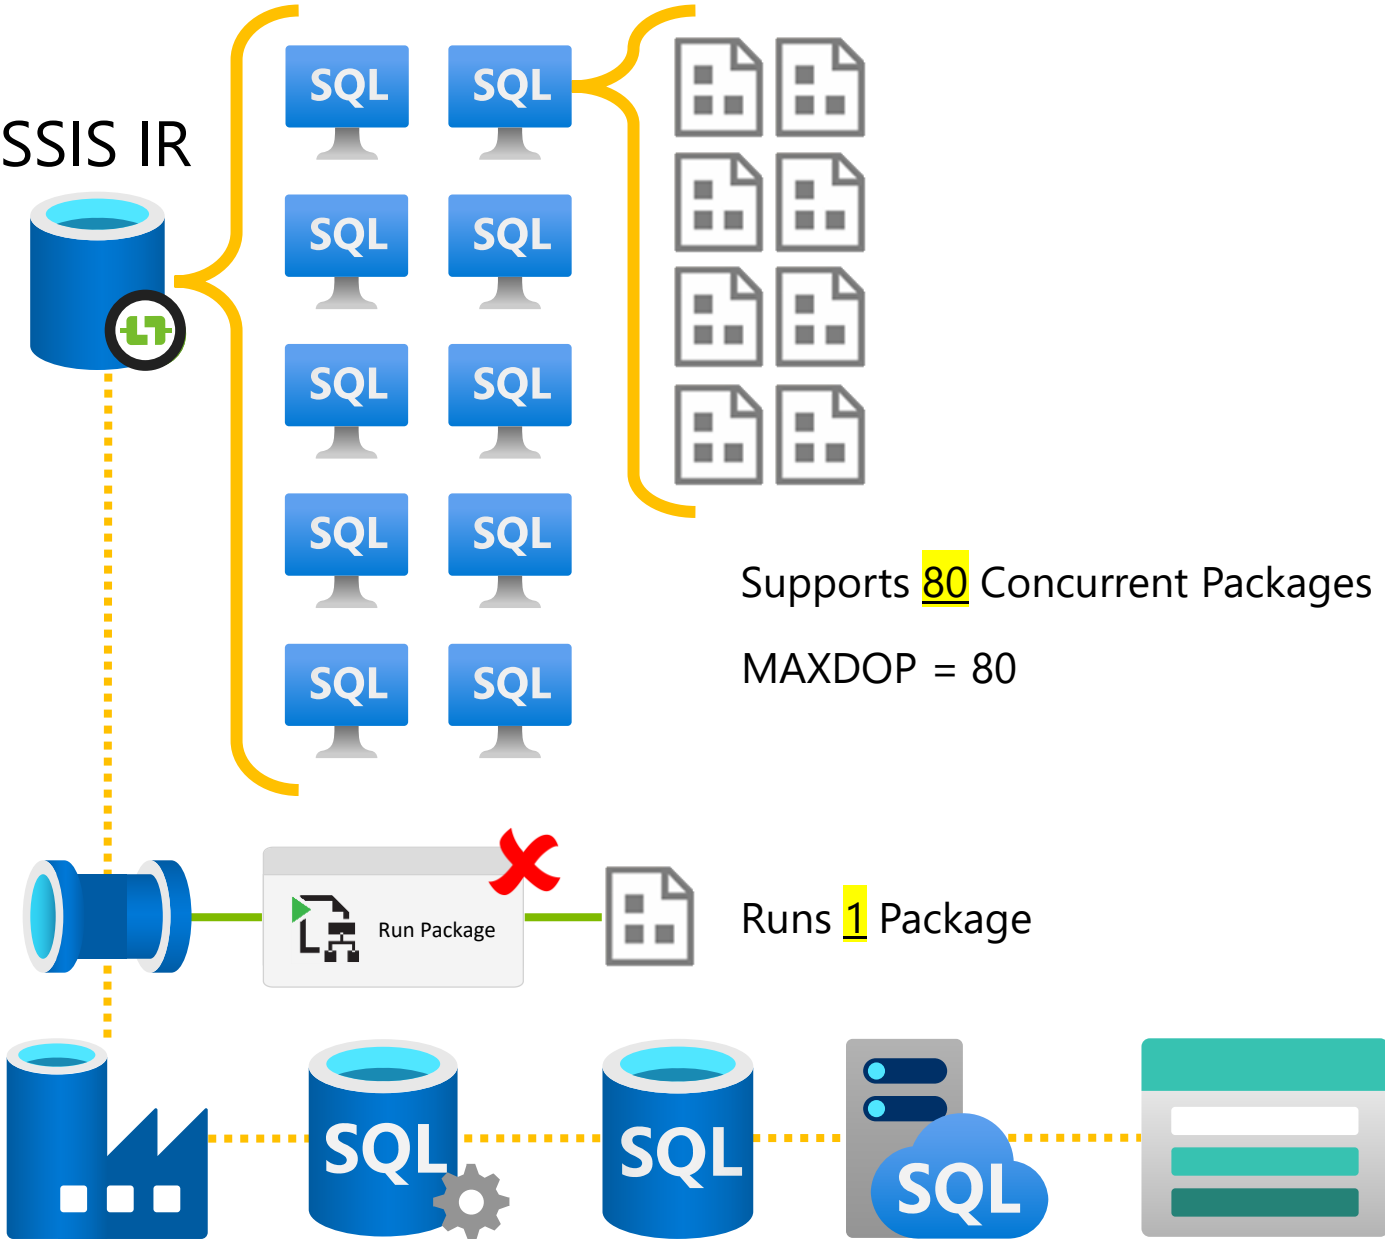 SSIS IR
SQL SQL
SQL SQL
SQL SQL
SQL SQL
SQL SQL
Supports 80 Concurrent Packages
MAXDOP = 80
Run Package
Runs 1 Package
SQL
SQL
SQL